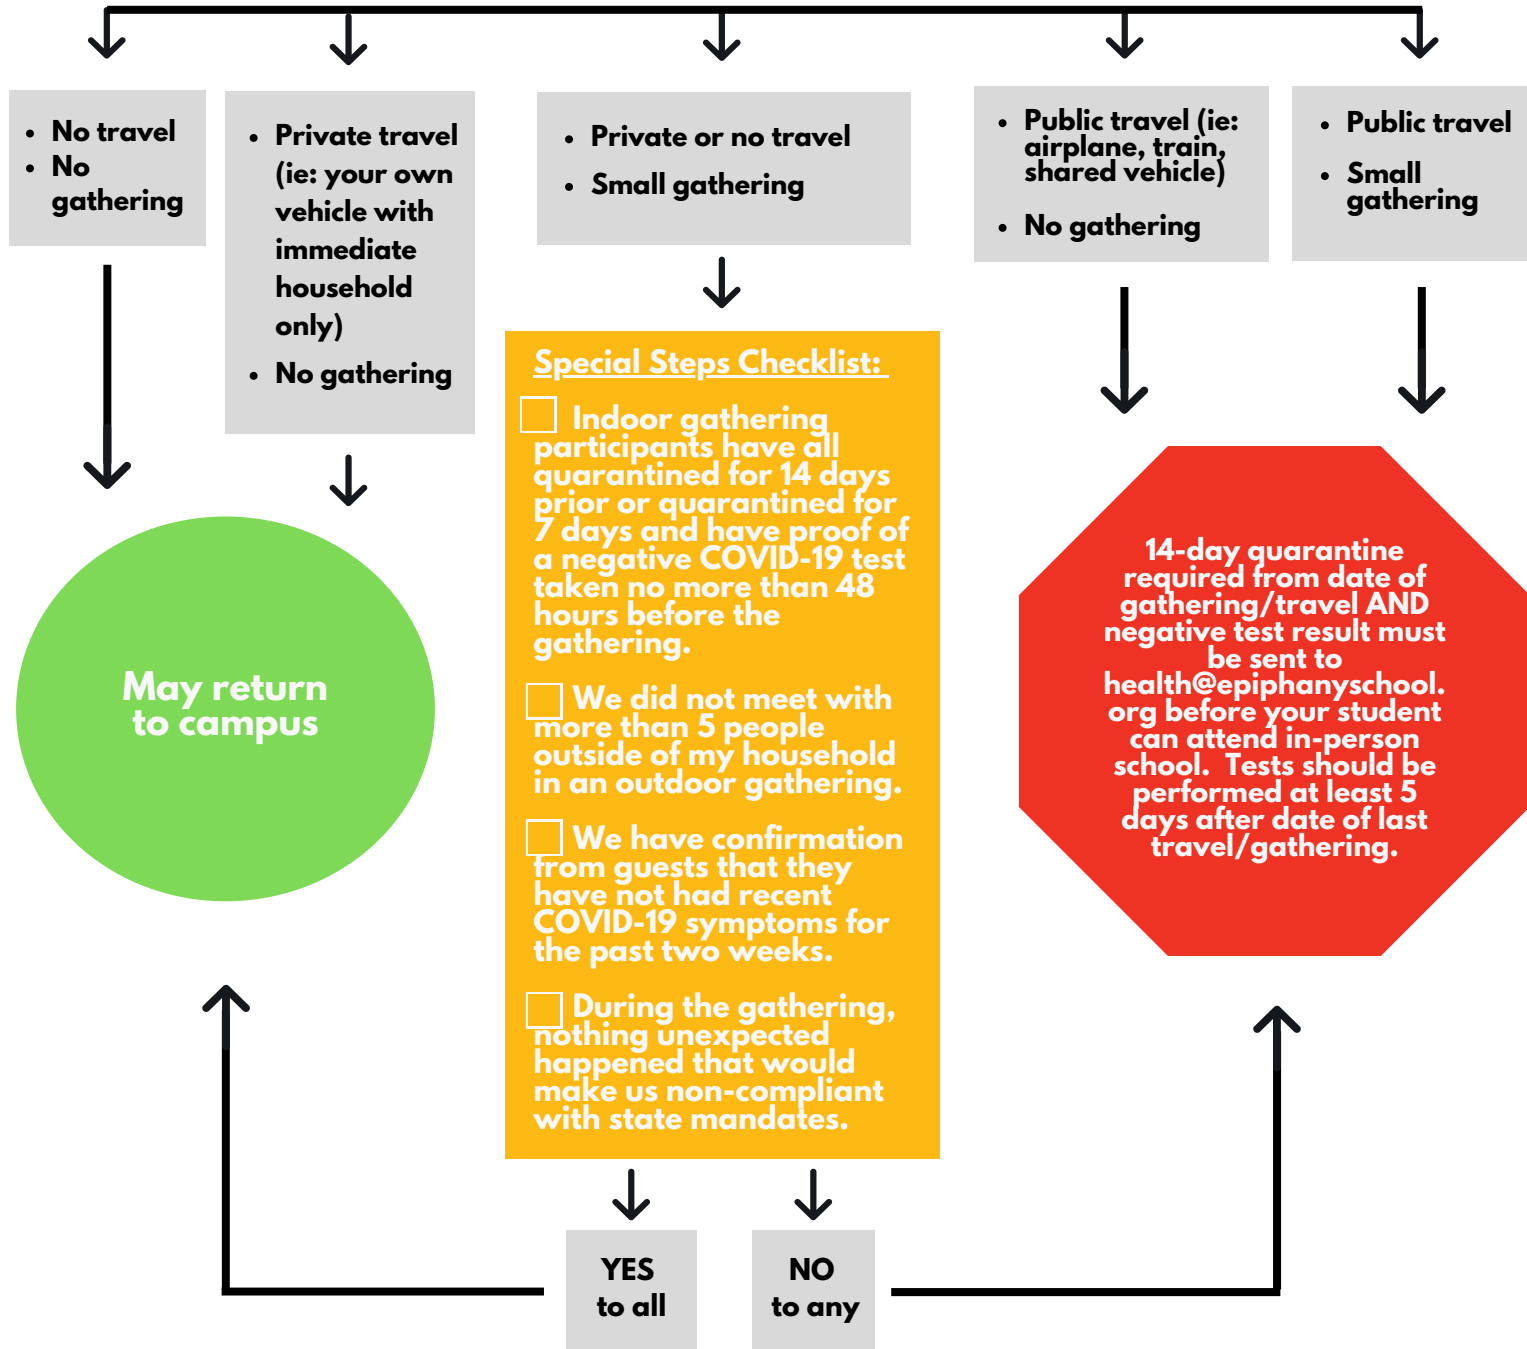 • No travel
• No
gathering
• Private travel
(ie: your own
vehicle with
immediate
household
only)
• No gathering
• Private or no travel
• Small gathering
• Public travel (ie:
airplane, train,
shared vehicle)
• No gathering
• Public travel
• Small
gathering
Special Steps Checklist:
Indoor gathering
participants have all
quarantined for 14 days
prior or quarantined for
7 days and have proof of
a negative COVID-19 test
taken no more than 48
hours before the
gathering.
We did not meet with
more than 5 people
outside of my household
in an outdoor gathering.
We have confirmation
from guests that they
have not had recent
COVID-19 symptoms for
the past two weeks.
During the gathering,
nothing unexpected
happened that would
make us non-compliant
with state mandates.
May return
to campus
14-day quarantine
required from date of
gathering/travel AND
negative test result must
be sent to
health@epiphanyschool.
org before your student
can attend in-person
school. Tests should be
performed at least 5
days after date of last
travel/gathering.
YES
to all
NO
to any